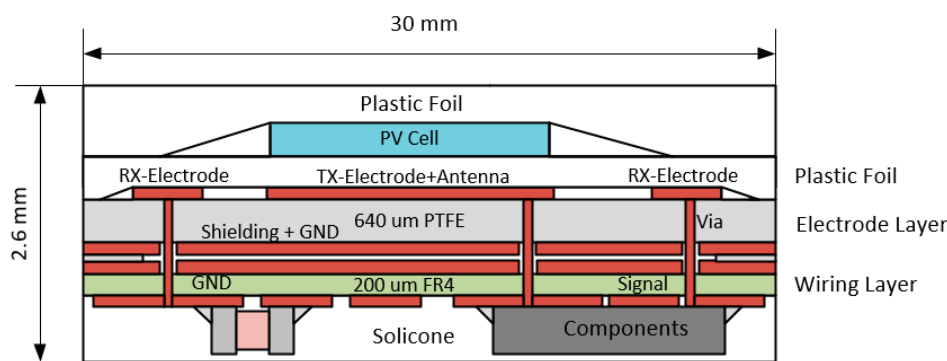 30 mm
Plastic Foil
PV Cell
RX-Electrode
TX-Electrode+Antenna
RX-Electrode
Plastic Foil
2.6 mm
640 um PTFE
Via
Electrode Layer
Shielding + GND
GND
200 um FR4
Signal
Wiring Layer
Solicone
Components